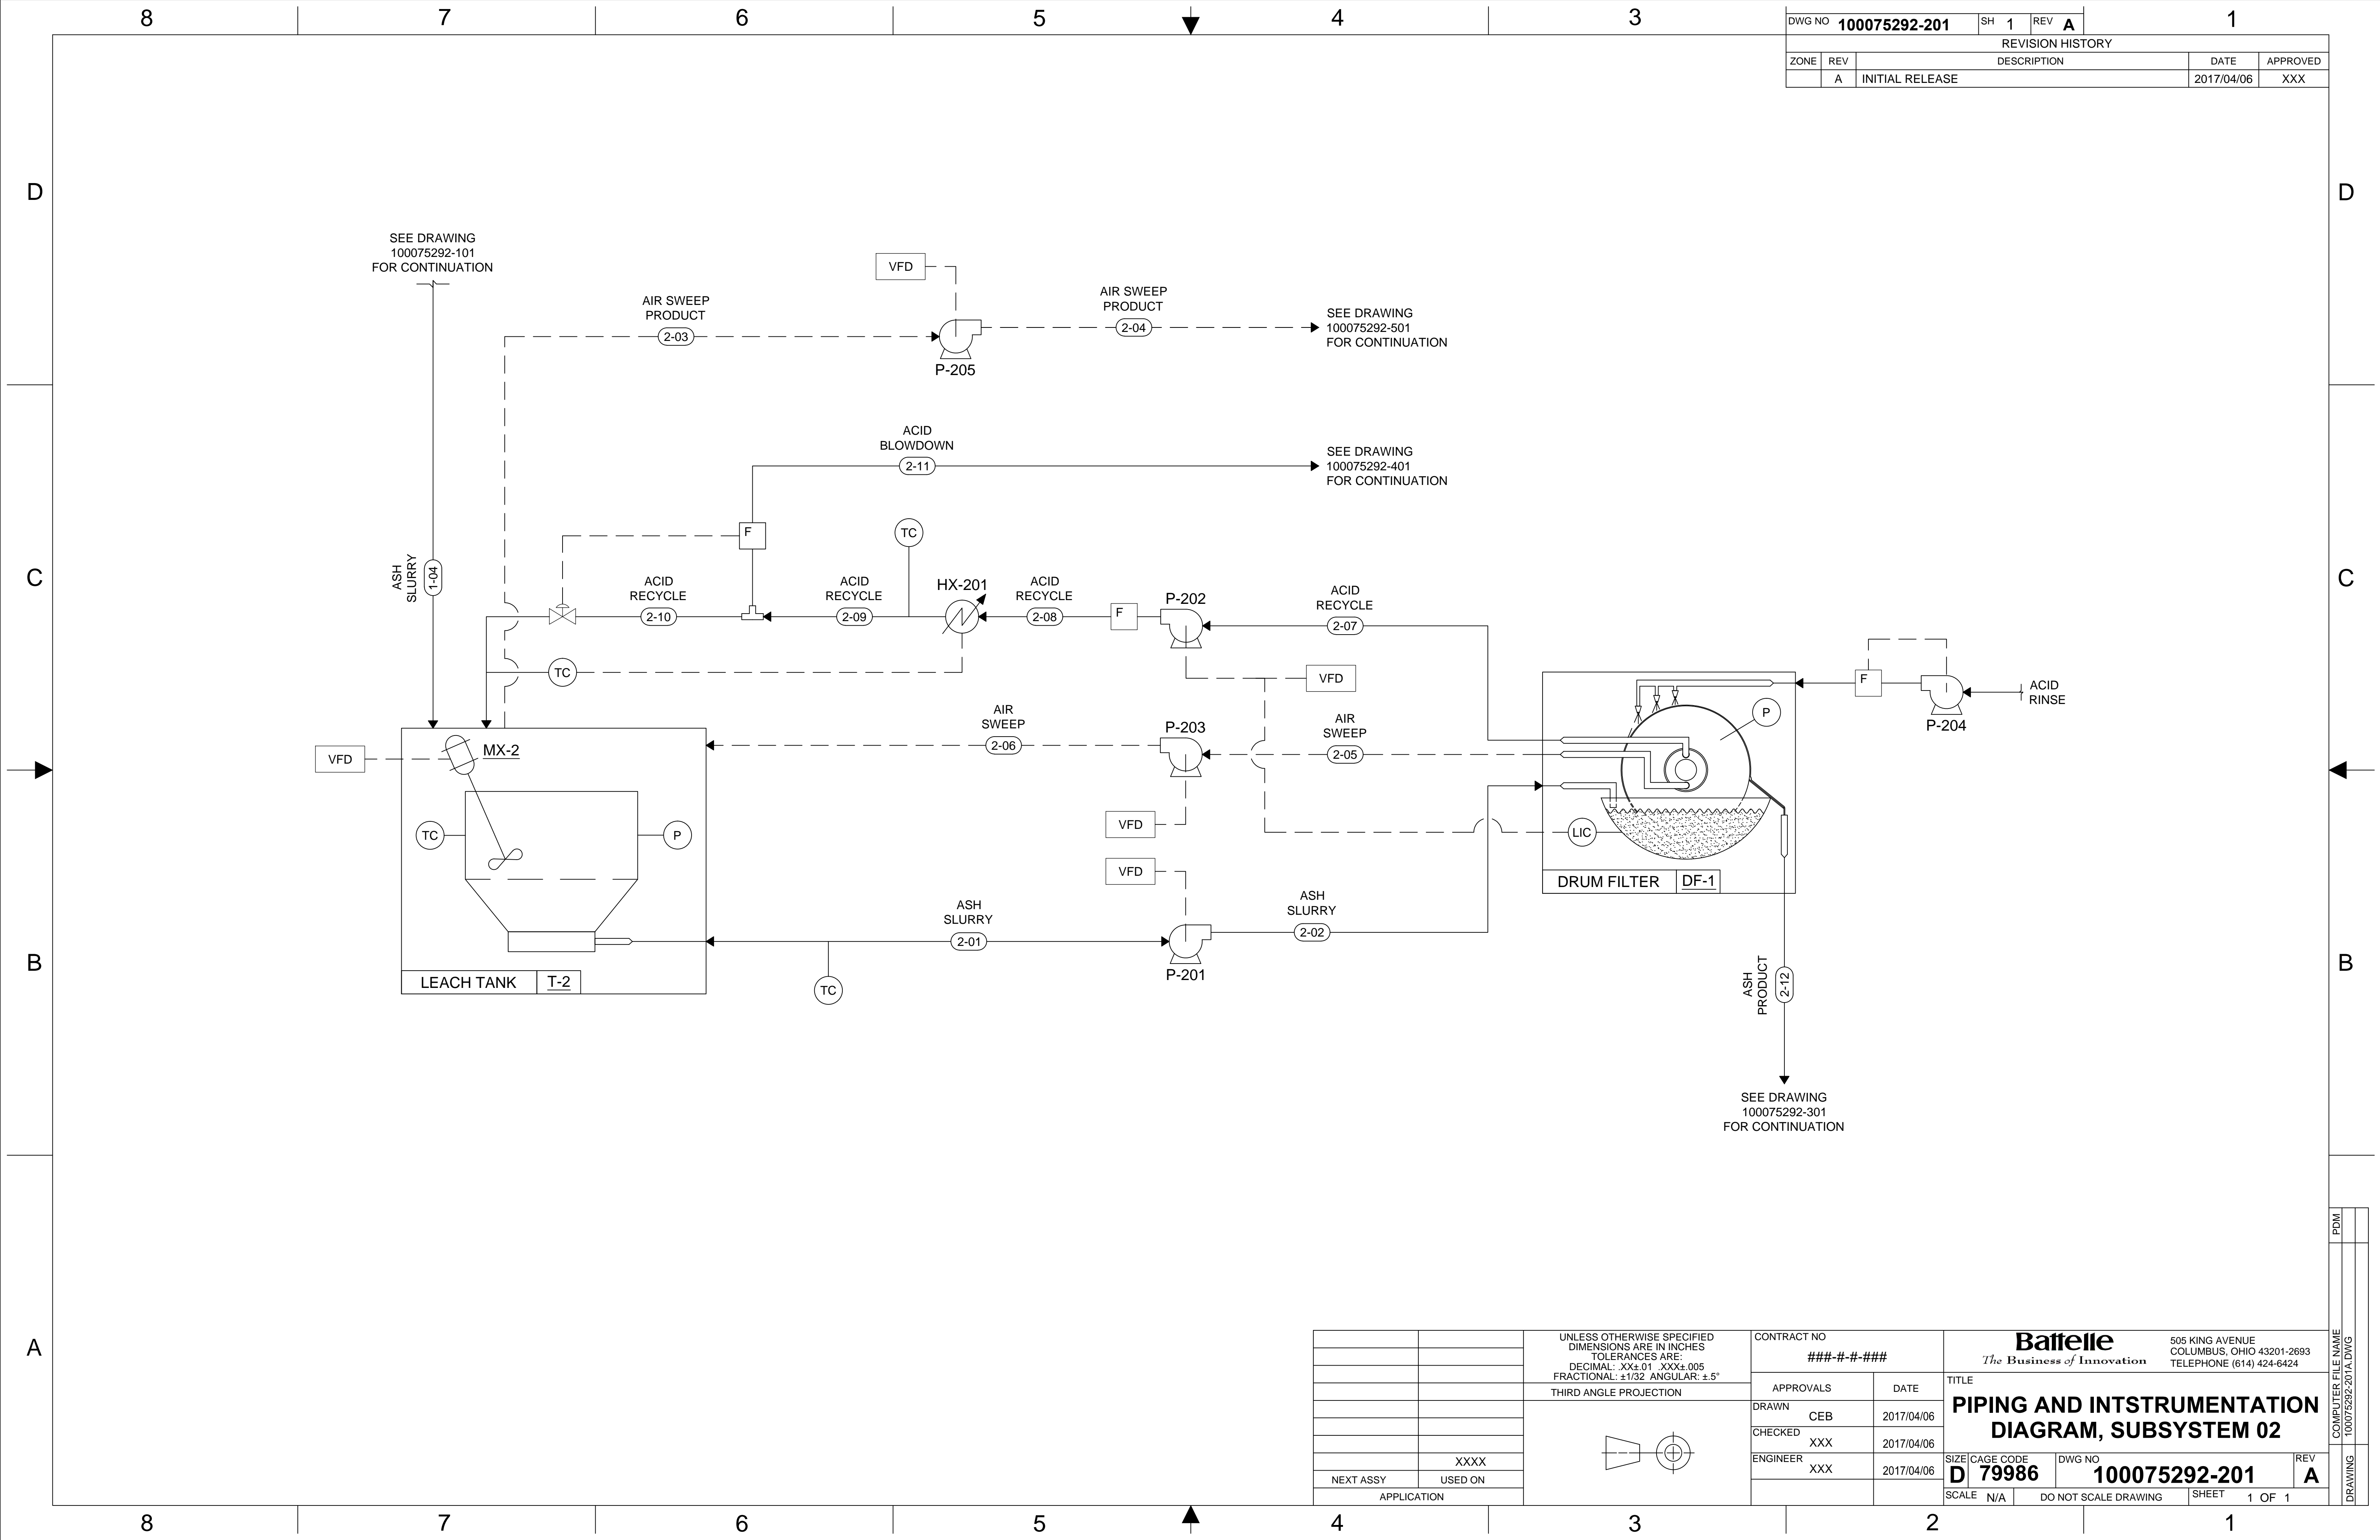 8
7
6
5
4
3
1
DWG NO 100075292-201 SH 1 REV A
REVISION HISTORY
ZONE REV DESCRIPTION DATE APPROVED
A INITIAL RELEASE 2017/04/06 XXX
D
D
SEE DRAWING
100075292-101
FOR CONTINUATION
VFD
AIR SWEEP
PRODUCT
2-03
P-205
AIR SWEEP
PRODUCT
2-04
SEE DRAWING
100075292-501
FOR CONTINUATION
ACID
BLOWDOWN
2-11
SEE DRAWING
100075292-401
FOR CONTINUATION
F
TC
C
C
ASH
SLURRY
1-04
ACID
RECYCLE
2-10
ACID
RECYCLE
2-09
HX-201
ACID
RECYCLE
2-08
F
P-202
ACID
RECYCLE
2-07
TC
VFD
F
ACID
RINSE
P-204
P
AIR
SWEEP
2-06
P-203
AIR
SWEEP
2-05
VFD
MX-2
VFD
TC
P
LIC
VFD
DRUM FILTER DF-1
ASH
SLURRY
2-01
P-201
ASH
SLURRY
2-02
B
B
LEACH TANK T-2
TC
ASH
PRODUCT
2-12
SEE DRAWING
100075292-301
FOR CONTINUATION
A
PDM
COMPUTER FILE NAME
100075292-201A.DWG
DRAWING
XXXX
NEXT ASSY USED ON
APPLICATION
UNLESS OTHERWISE SPECIFIED
DIMENSIONS ARE IN INCHES
TOLERANCES ARE:
DECIMAL: .XX±.01 .XXX±.005
FRACTIONAL: ±1/32 ANGULAR: ±.5°
THIRD ANGLE PROJECTION
CONTRACT NO
###-#-#-###
APPROVALS DATE
DRAWN
CEB 2017/04/06
CHECKED
XXX 2017/04/06
ENGINEER
XXX 2017/04/06
Battelle
The Business of Innovation
505 KING AVENUE
COLUMBUS, OHIO 43201-2693
TELEPHONE (614) 424-6424
TITLE
PIPING AND INTSTRUMENTATION
DIAGRAM, SUBSYSTEM 02
SIZE D CAGE CODE 79986 DWG NO 100075292-201 REV A
SCALE N/A DO NOT SCALE DRAWING SHEET 1 OF 1
8
7
6
5
4
3
2
1